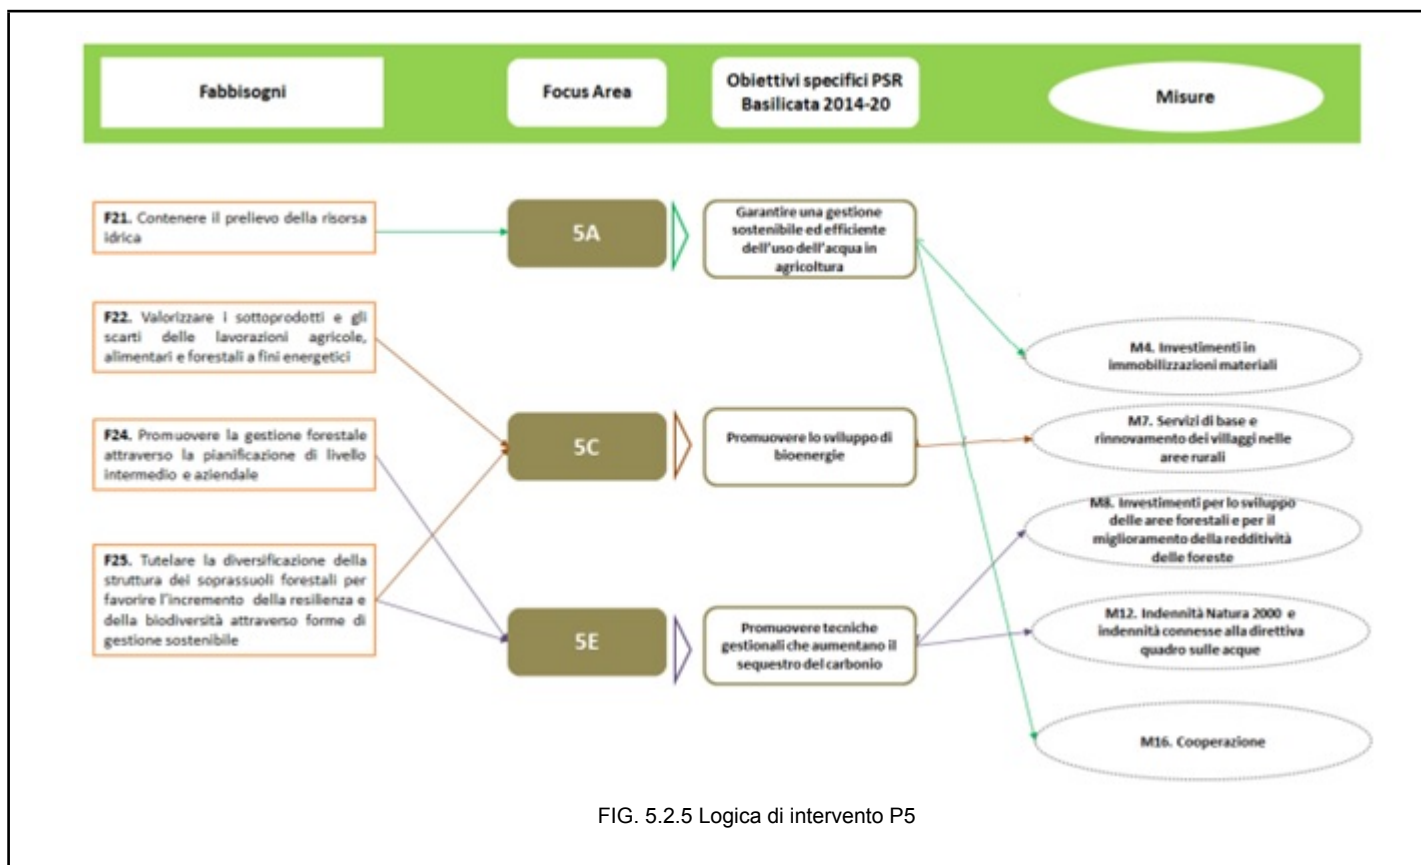 Fabbisogni
Focus Area
Obiettivi specifici PSR
Basilicata 2014-20
Misure
F21. Contenere il prelievo della risorsa
idrica
5A
Garantire una gestione
sostenibile ed efficiente
dell'uso dell'acqua in
agricoltura
F22. Valorizzare i sottoprodotti e gli
scarti delle lavorazioni agricole,
alimentari e forestali a fini energetici
M4. Investimenti in
immobilizzazioni materiali
F24. Promuovere la gestione forestale
attraverso la pianificazione di livello
intermedio e aziendale
5C
Promuovere lo sviluppo di
bioenergie
M7. Servizi di base e
rinnovamento dei villaggi nelle
aree rurali
M8. Investimenti per lo sviluppo
delle aree forestali e per il
miglioramento della redditività
delle foreste
F25. Tutelare la diversificazione della
struttura dei soprassuoli forestali per
favorire l'incremento della resilienza e
della biodiversità attraverso forme di
gestione sostenibile
5E
Promuovere tecniche
gestionali che aumentano il
sequestro del carbonio
M12. Indennità Natura 2000 e
indennità connesse alla direttiva
quadro sulle acque
M16. Cooperazione
FIG. 5.2.5 Logica di intervento P5